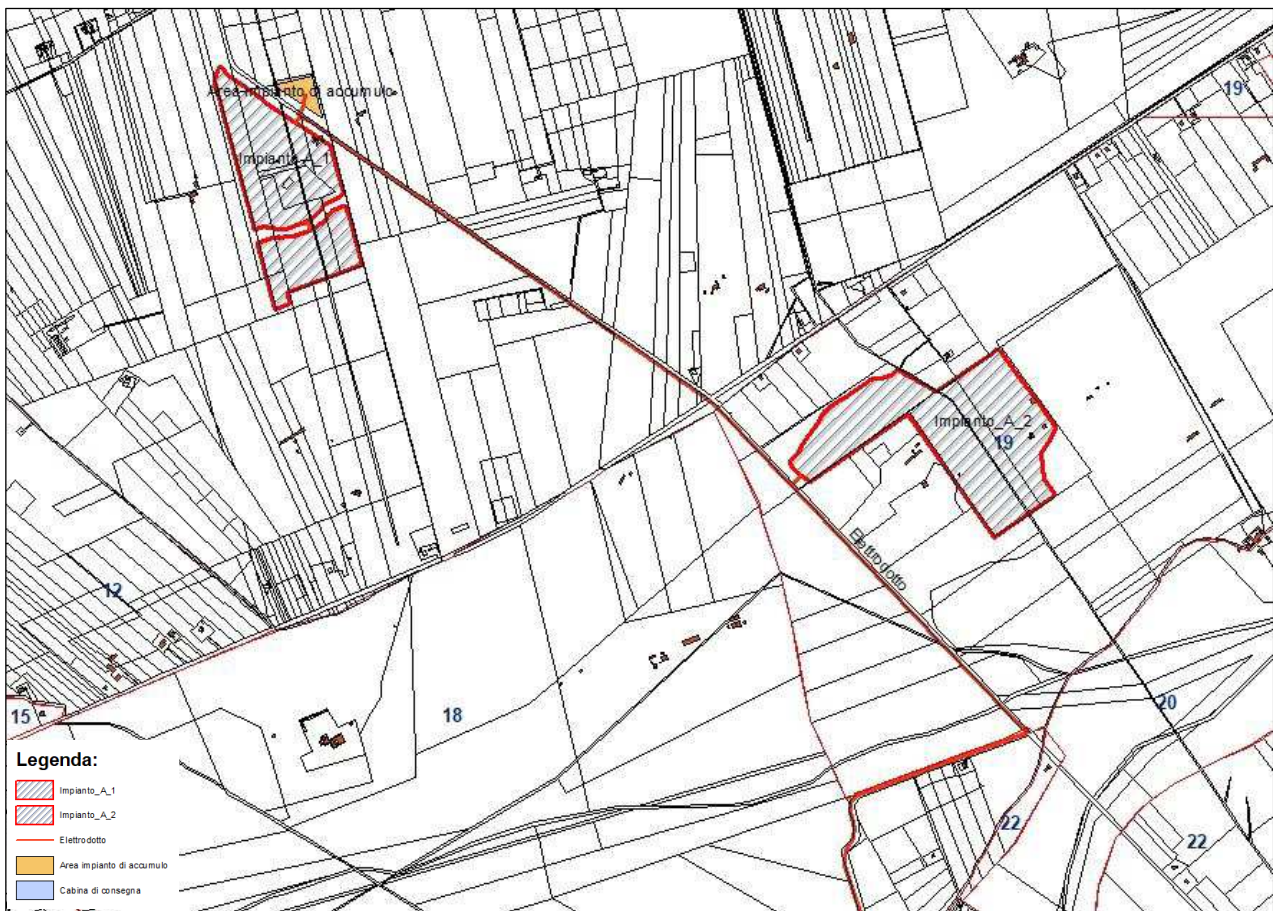 19
Area impianto di accumulo
Impianto_A_1
Impianto_A_2
19
Elettrodotto
12
15
18
20
22
22
Legenda:
Impianto_A_1
Impianto_A_2
Elettrodotto
Area impianto di accumulo
Cabina di consegna